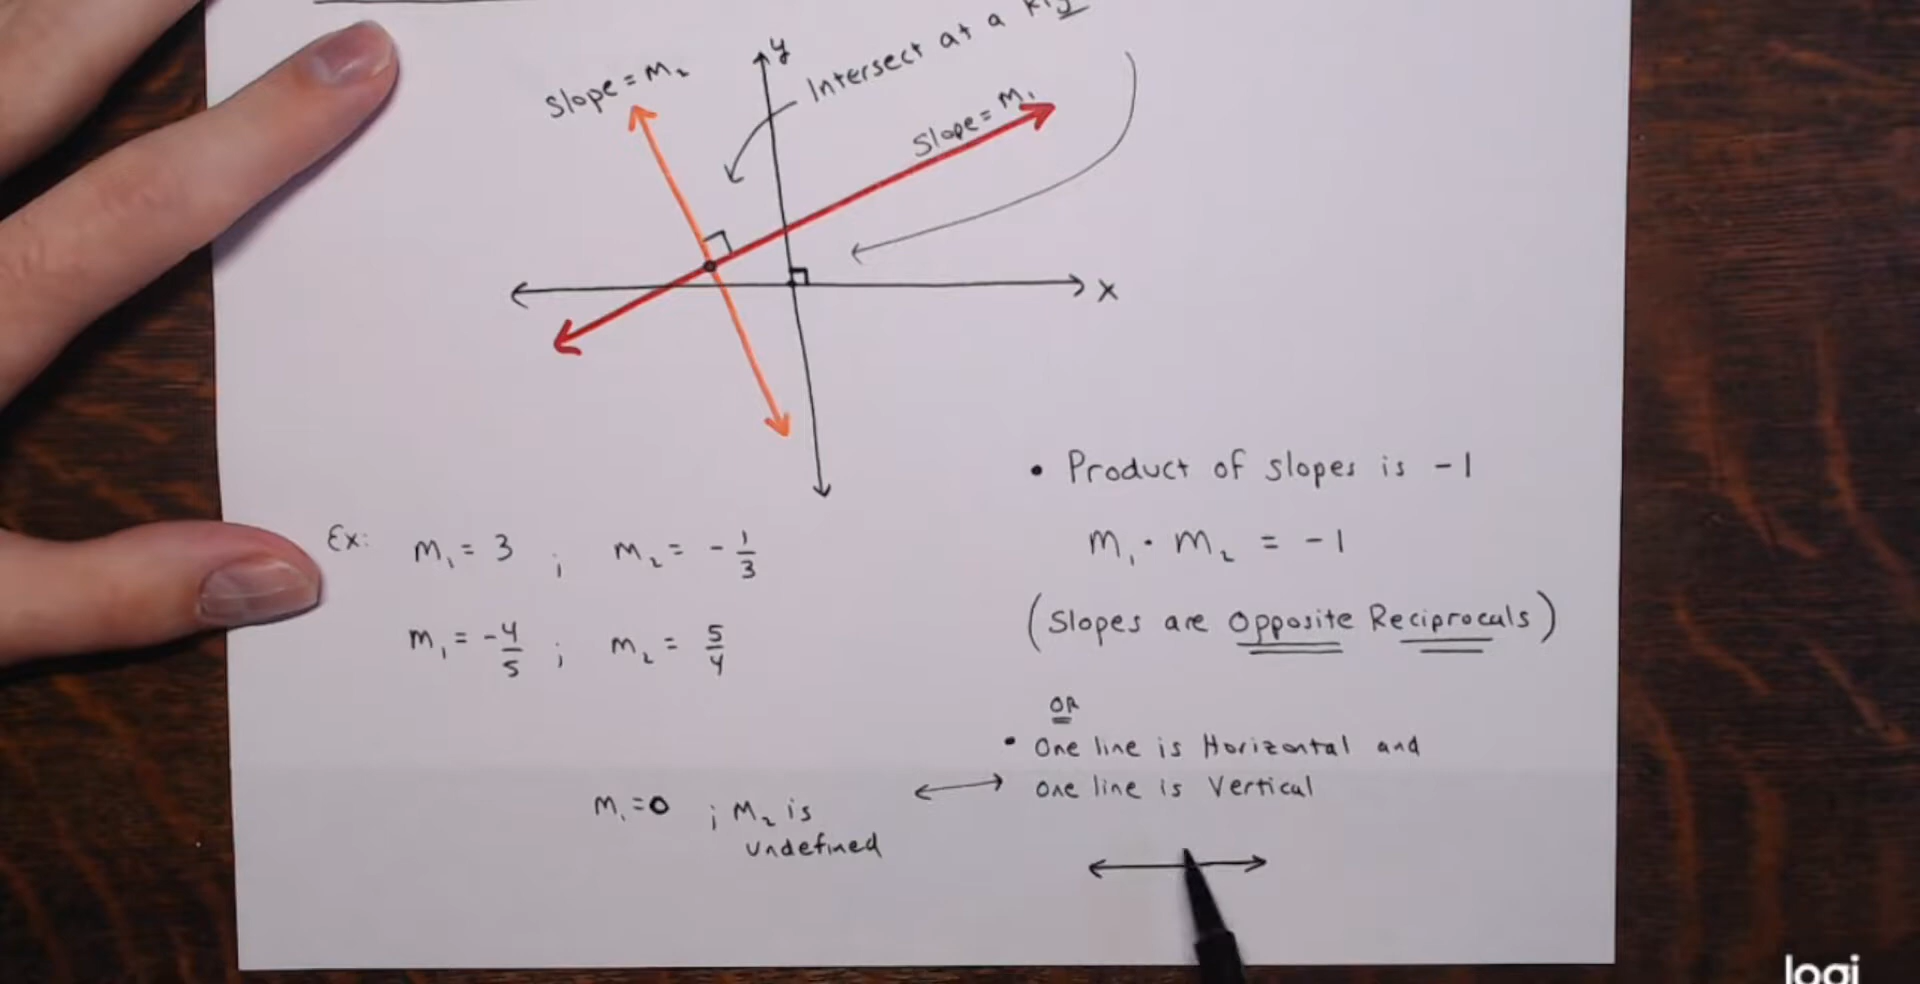 y
Slope = m₂
Intersect at a
Slope = m₁
x
• Product of slopes is -1
Ex: m₁ = 3 ; m₂ = -1/3
m₁ · m₂ = -1
(Slopes are Opposite Reciprocals)
m₁ = -4/5 ; m₂ = 5/4
OR
• One line is Horizontal and
one line is Vertical
m₁=0 ; m₂ is
undefined
logi